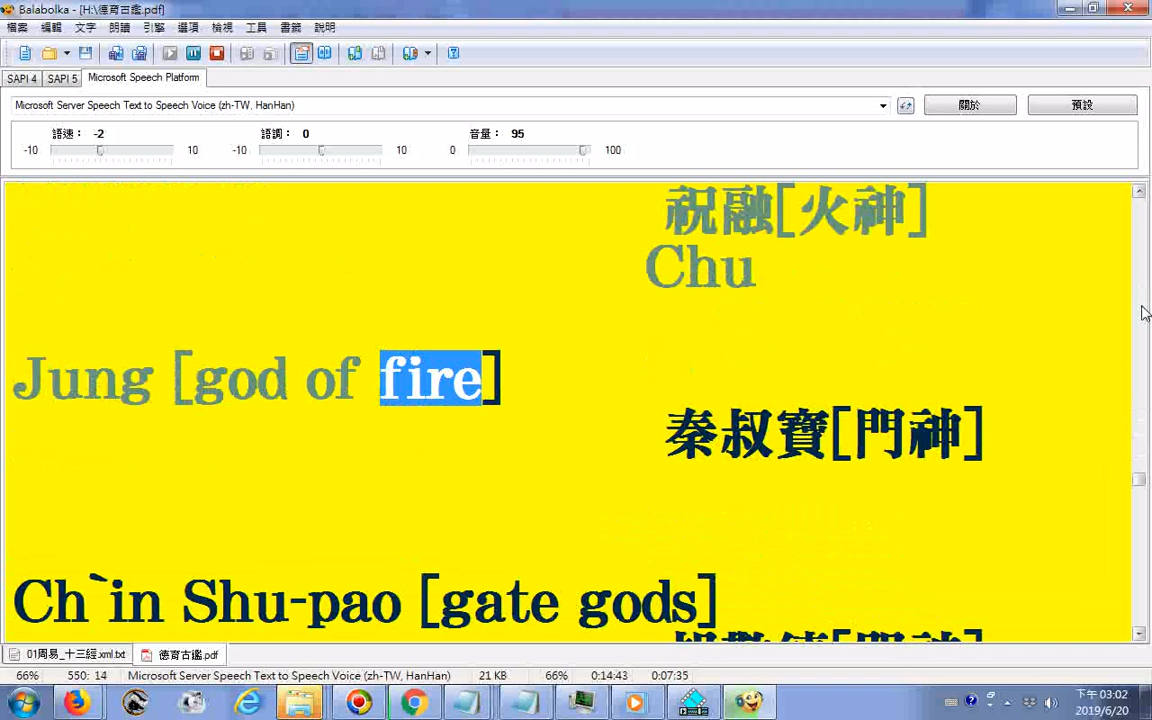 Balabolka - [H:\德育古鑑.pdf]
檔案 編輯 文字 朗讀 引擎 選項 檢視 工具 書籤 說明
SAPI 4 SAPI 5 Microsoft Speech Platform
Microsoft Server Speech Text to Speech Voice (zh-TW, HanHan) 關於 預設
語速： -2 語調： 0 音量： 95
-10 10 -10 10 0 100
祝融[火神]
Chu
Jung [god of fire]
秦叔寶[門神]
Ch`in Shu-pao [gate gods]
01周易_十三經.xml.txt 德育古鑑.pdf
66% 550: 14 Microsoft Server Speech Text to Speech Voice (zh-TW, HanHan) 21 KB 66% 0:14:43 0:07:35
下午 03:02
2019/6/20